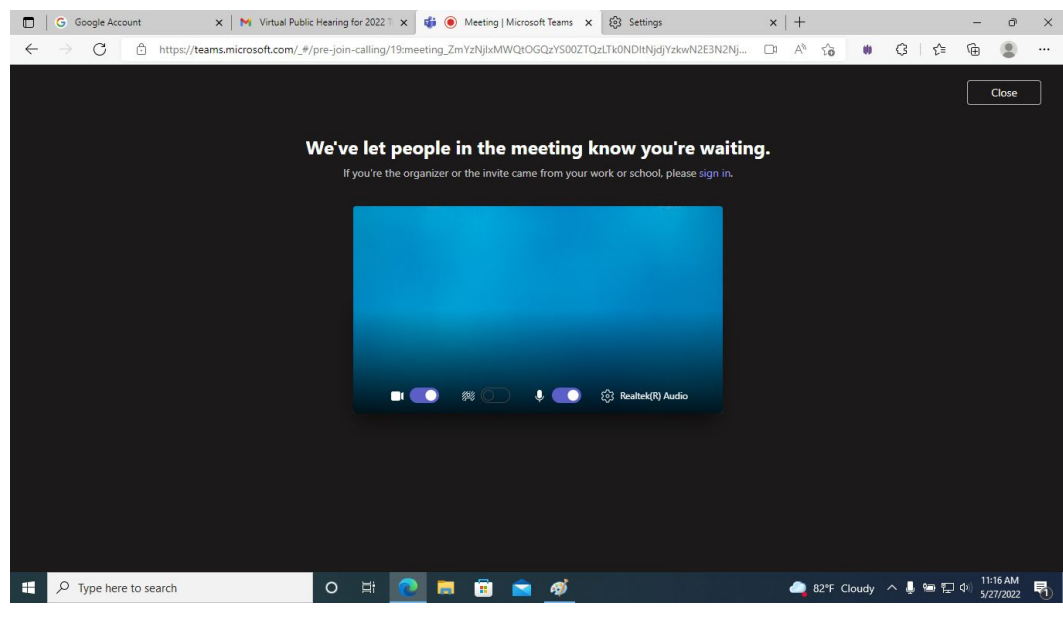 Google Account
Virtual Public Hearing for 2022 T
Meeting | Microsoft Teams
Settings
https://teams.microsoft.com/_#/pre-join-calling/19:meeting_ZmYzNjlxMWQtOGQzYS00ZTQzLTk0NDItNjdjYzkwN2E3N2Nj...
Close
We've let people in the meeting know you're waiting.
If you're the organizer or the invite came from your work or school, please sign in.
Realtek(R) Audio
Type here to search
82°F Cloudy
11:16 AM
5/27/2022
1